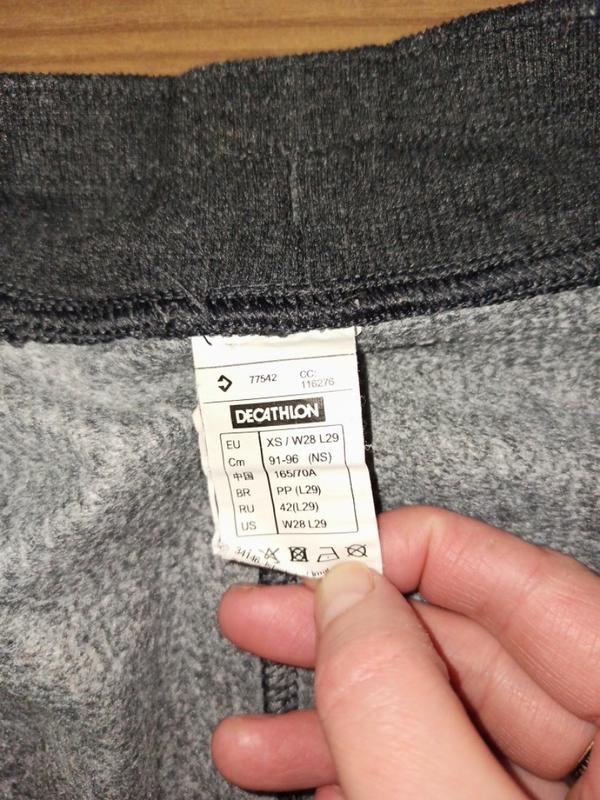 77542 CC: 116276
DECATHLON
EU XS / W28 L29
Cm 91-96 (NS)
中国 165/70A
BR PP (L29)
RU 42(L29)
US W28 L29